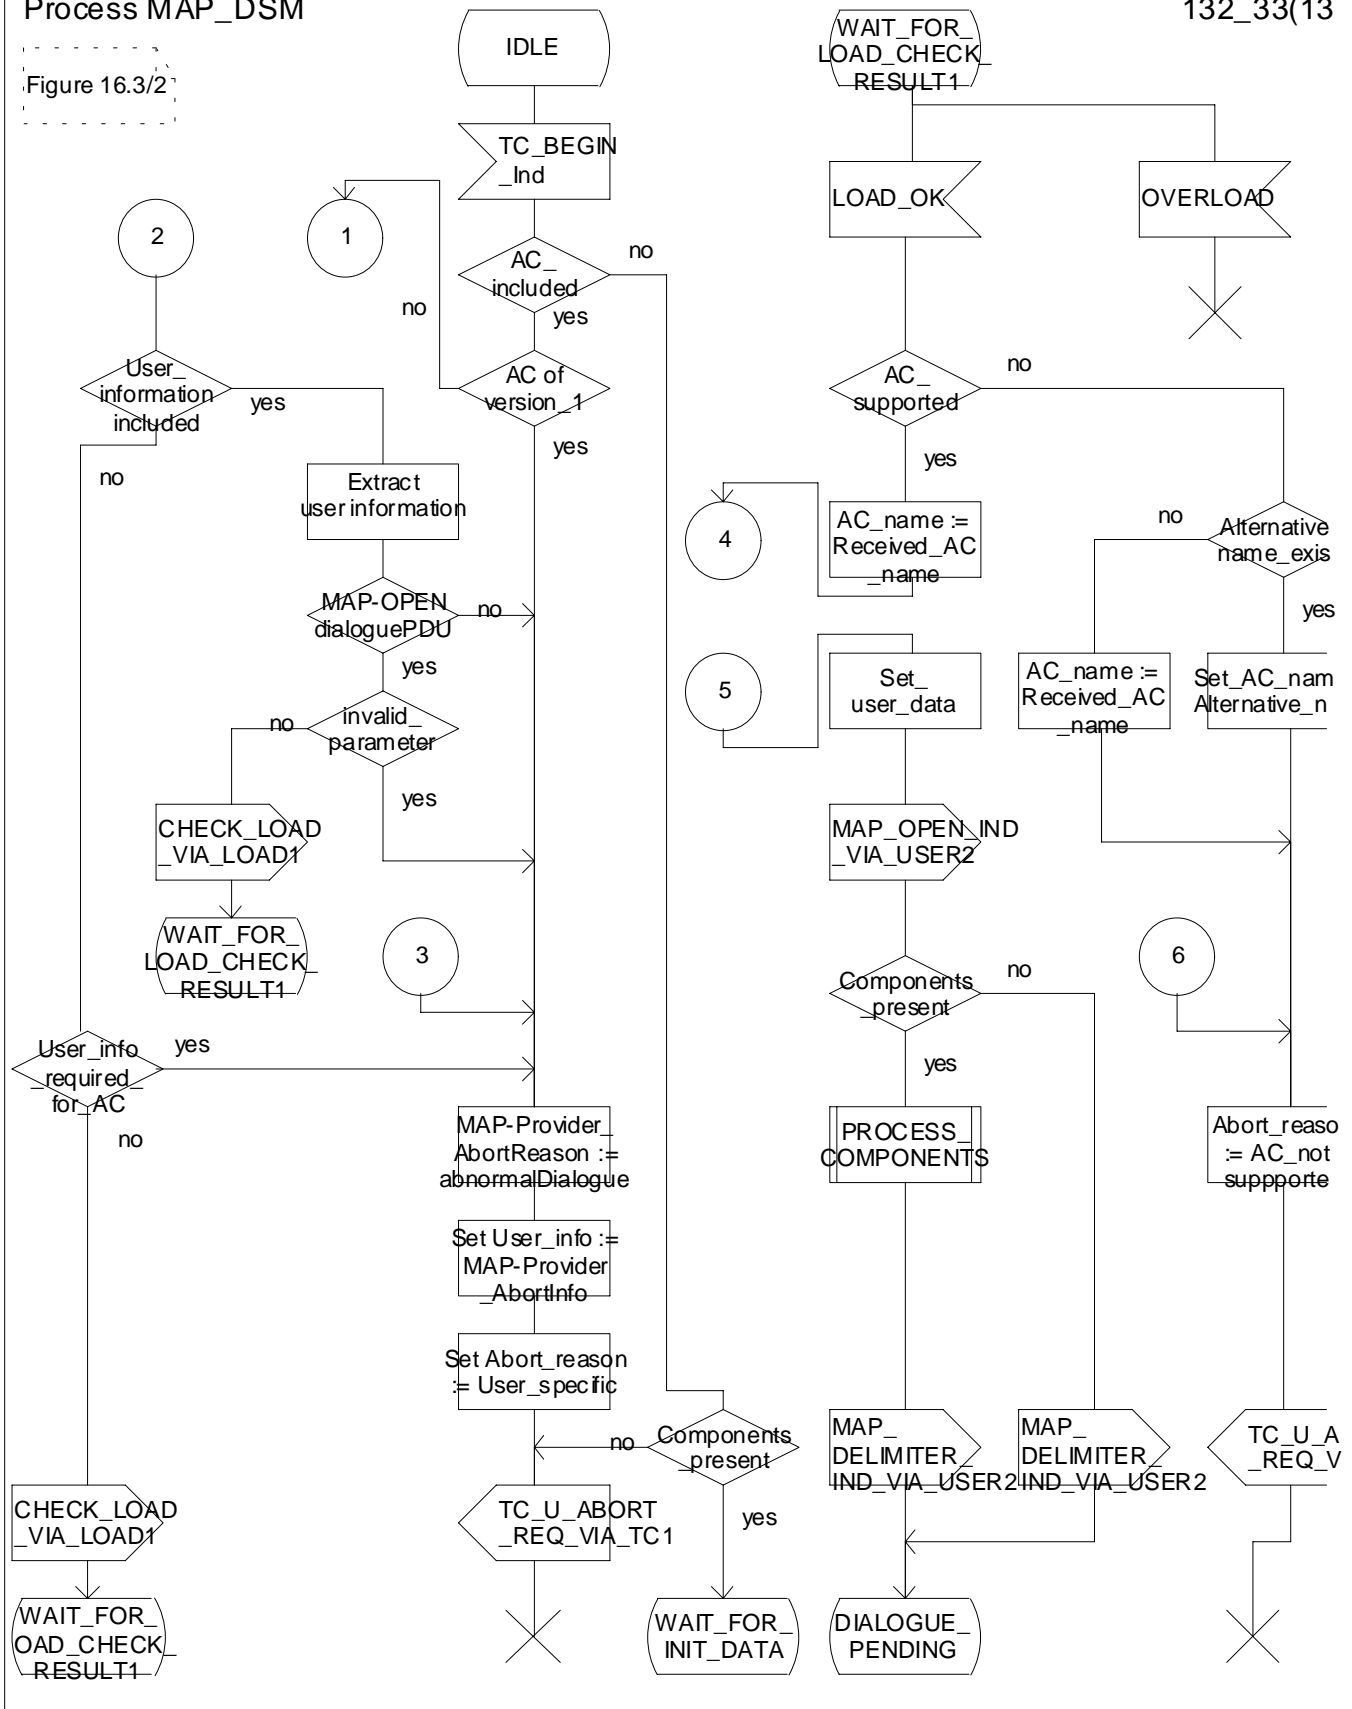 Process MAP_DSM
132_33(13
Figure 16.3/2
IDLE
TC_BEGIN
_Ind
AC_
included
no
yes
1
no
AC of
version_1
yes
2
User_
information
included
yes
no
Extract
user information
MAP-OPEN
dialoguePDU
no
yes
invalid_
parameter
no
yes
CHECK_LOAD
_VIA_LOAD1
WAIT_FOR_
LOAD_CHECK_
RESULT1
3
User_info
_required_
for_AC
yes
no
MAP-Provider_
AbortReason :=
abnormalDialogue
Set User_info :=
MAP-Provider
_AbortInfo
Set Abort_reason
:= User_specific
no
Components
_present
yes
CHECK_LOAD
_VIA_LOAD1
TC_U_ABORT
_REQ_VIA_TC1
WAIT_FOR_
OAD_CHECK_
RESULT1
WAIT_FOR_
INIT_DATA
WAIT_FOR_
LOAD_CHECK_
RESULT1
LOAD_OK
OVERLOAD
AC_
supported
no
yes
4
AC_name :=
Received_AC
_name
no
Alternative
name_exis
yes
5
Set_
user_data
AC_name :=
Received_AC
_name
Set_AC_nam
Alternative_n
MAP_OPEN_IND
_VIA_USER2
Components
_present
no
yes
6
PROCESS_
COMPONENTS
Abort_reaso
:= AC_not
suppporte
MAP_
DELIMITER_
IND_VIA_USER2
MAP_
DELIMITER_
IND_VIA_USER2
TC_U_A
_REQ_V
DIALOGUE_
PENDING